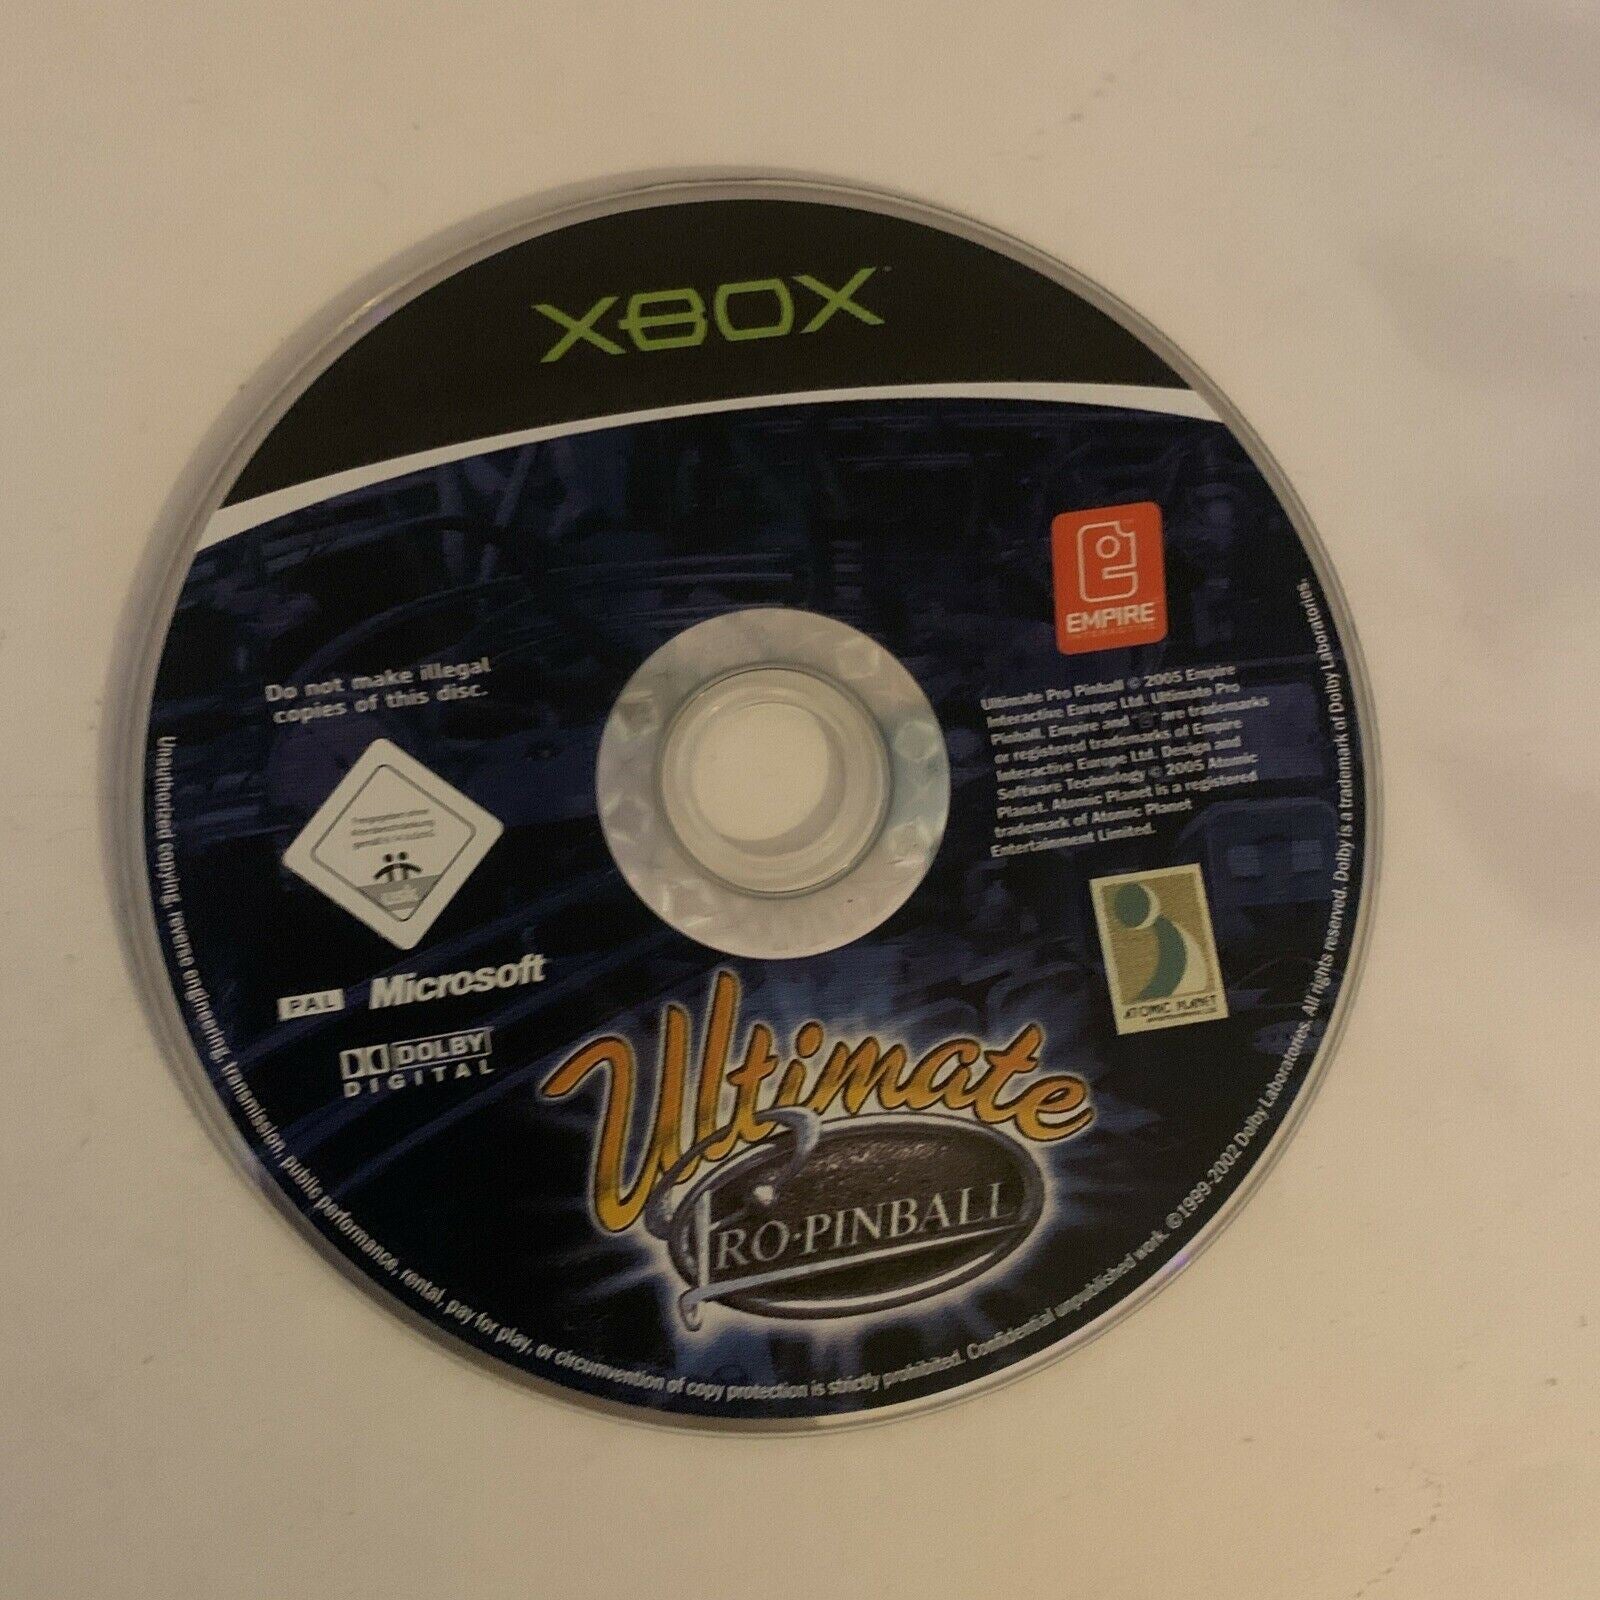 XBOX™
EMPIRE
INTERACTIVE
Do not make illegal
copies of this disc.
Ultimate Pro Pinball © 2005 Empire
Interactive Europe Ltd. Ultimate Pro
Pinball, Empire and " " are trademarks
or registered trademarks of Empire
Interactive Europe Ltd. Design and
Software Technology © 2005 Atomic
Planet. Atomic Planet is a registered
trademark of Atomic Planet
Entertainment Limited.
ATOMIC PLANET
PAL Microsoft
DOLBY
DIGITAL
Ultimate
PRO-PINBALL
Unauthorized copying, reverse engineering, transmission, public performance, rental, pay for play, or circumvention of copy protection is strictly prohibited. Confidential unpublished work. ©1999-2002 Dolby Laboratories. All rights reserved. Dolby is a trademark of Dolby Laboratories.